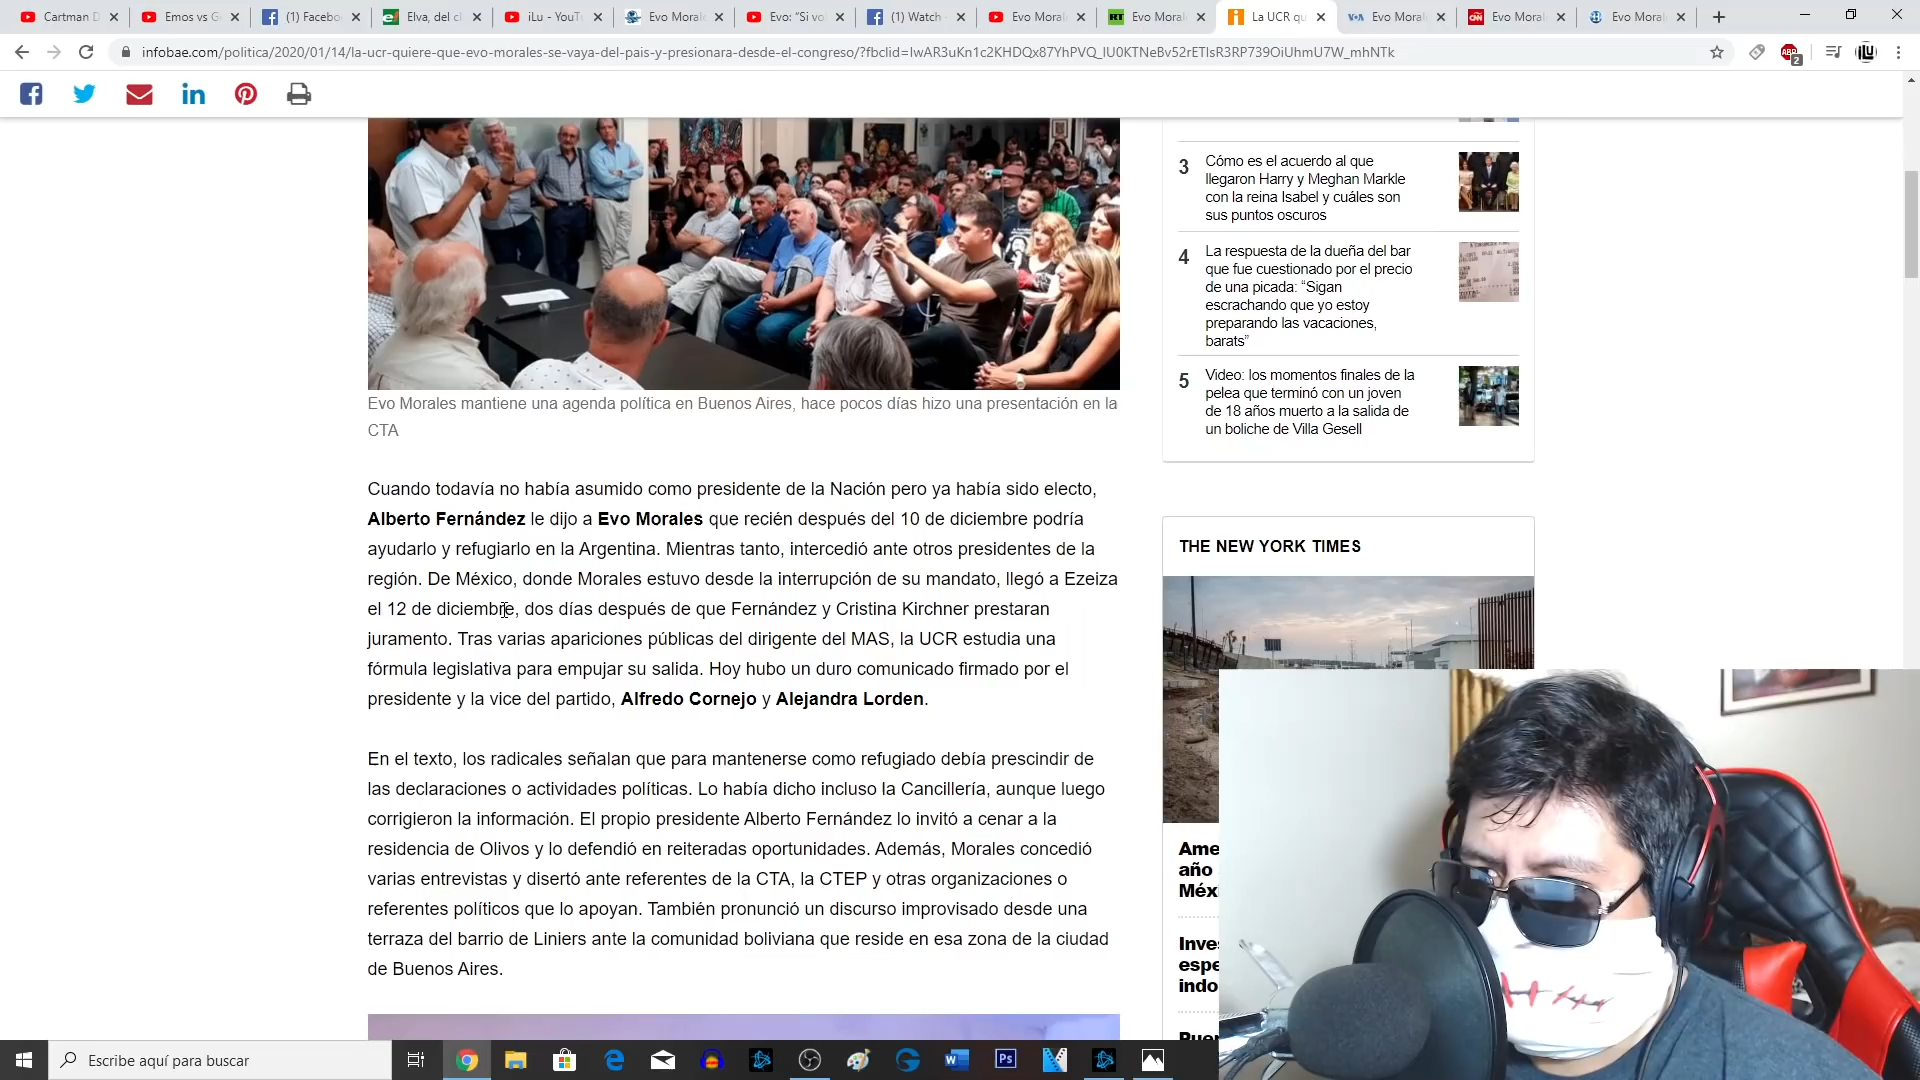 Cartman D
Emos vs G
(1) Facebo
Elva, del cl
iLu - YouTu
Evo Morale
Evo: "Si vo
(1) Watch -
Evo Moral
Evo Moral
La UCR qu
Evo Morale
Evo Moral
Evo Moral
infobae.com/politica/2020/01/14/la-ucr-quiere-que-evo-morales-se-vaya-del-pais-y-presionara-desde-el-congreso/?fbclid=IwAR3uKn1c2KHDQx87YhPVQ_IU0KTNeBv52rETIsR3RP739OiUhmU7W_mhNTk
Evo Morales mantiene una agenda política en Buenos Aires, hace pocos días hizo una presentación en la
CTA
Cuando todavía no había asumido como presidente de la Nación pero ya había sido electo,
Alberto Fernández le dijo a Evo Morales que recién después del 10 de diciembre podría
ayudarlo y refugiarlo en la Argentina. Mientras tanto, intercedió ante otros presidentes de la
región. De México, donde Morales estuvo desde la interrupción de su mandato, llegó a Ezeiza
el 12 de diciembre, dos días después de que Fernández y Cristina Kirchner prestaran
juramento. Tras varias apariciones públicas del dirigente del MAS, la UCR estudia una
fórmula legislativa para empujar su salida. Hoy hubo un duro comunicado firmado por el
presidente y la vice del partido, Alfredo Cornejo y Alejandra Lorden.
En el texto, los radicales señalan que para mantenerse como refugiado debía prescindir de
las declaraciones o actividades políticas. Lo había dicho incluso la Cancillería, aunque luego
corrigieron la información. El propio presidente Alberto Fernández lo invitó a cenar a la
residencia de Olivos y lo defendió en reiteradas oportunidades. Además, Morales concedió
varias entrevistas y disertó ante referentes de la CTA, la CTEP y otras organizaciones o
referentes políticos que lo apoyan. También pronunció un discurso improvisado desde una
terraza del barrio de Liniers ante la comunidad boliviana que reside en esa zona de la ciudad
de Buenos Aires.
3 Cómo es el acuerdo al que
llegaron Harry y Meghan Markle
con la reina Isabel y cuáles son
sus puntos oscuros
4 La respuesta de la dueña del bar
que fue cuestionado por el precio
de una picada: "Sigan
escrachando que yo estoy
preparando las vacaciones,
barats"
5 Video: los momentos finales de la
pelea que terminó con un joven
de 18 años muerto a la salida de
un boliche de Villa Gesell
THE NEW YORK TIMES
Ame
año
Méxi
Inve
espe
indo
Escribe aquí para buscar